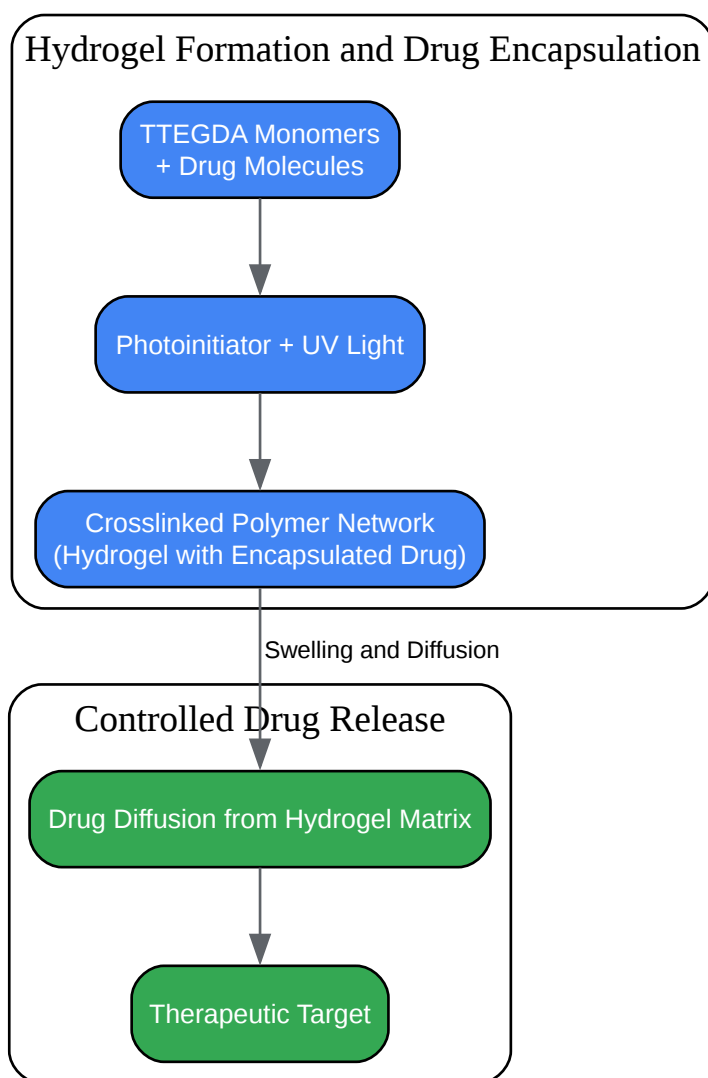 Hydrogel Formation and Drug Encapsulation
TTEGDA Monomers
+ Drug Molecules
Photoinitiator + UV Light
Crosslinked Polymer Network
(Hydrogel with Encapsulated Drug)
Swelling and Diffusion
Controlled Drug Release
Drug Diffusion from Hydrogel Matrix
Therapeutic Target